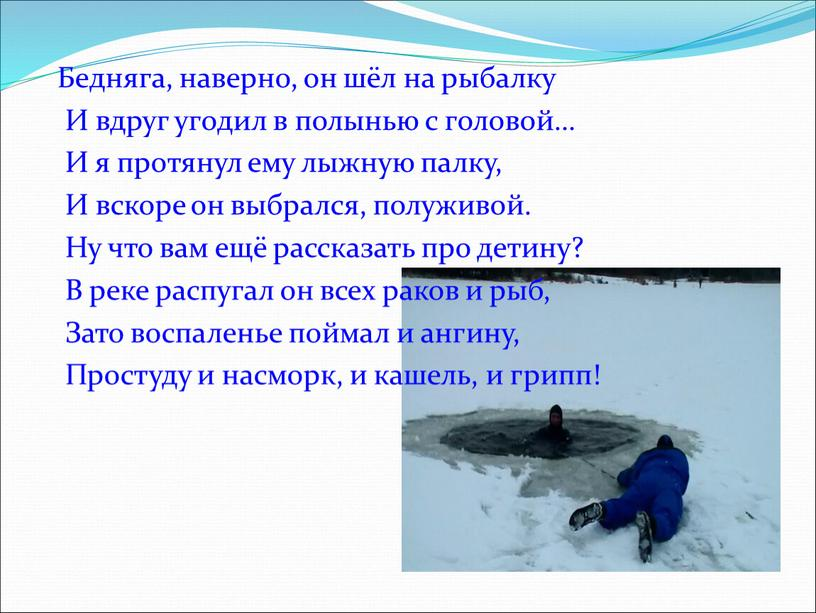 Бедняга, наверно, он шёл на рыбалку
И вдруг угодил в полынью с головой...
И я протянул ему лыжную палку,
И вскоре он выбрался, полуживой.
Ну что вам ещё рассказать про детину?
В реке распугал он всех раков и рыб,
Зато воспаленье поймал и ангину,
Простуду и насморк, и кашель, и грипп!